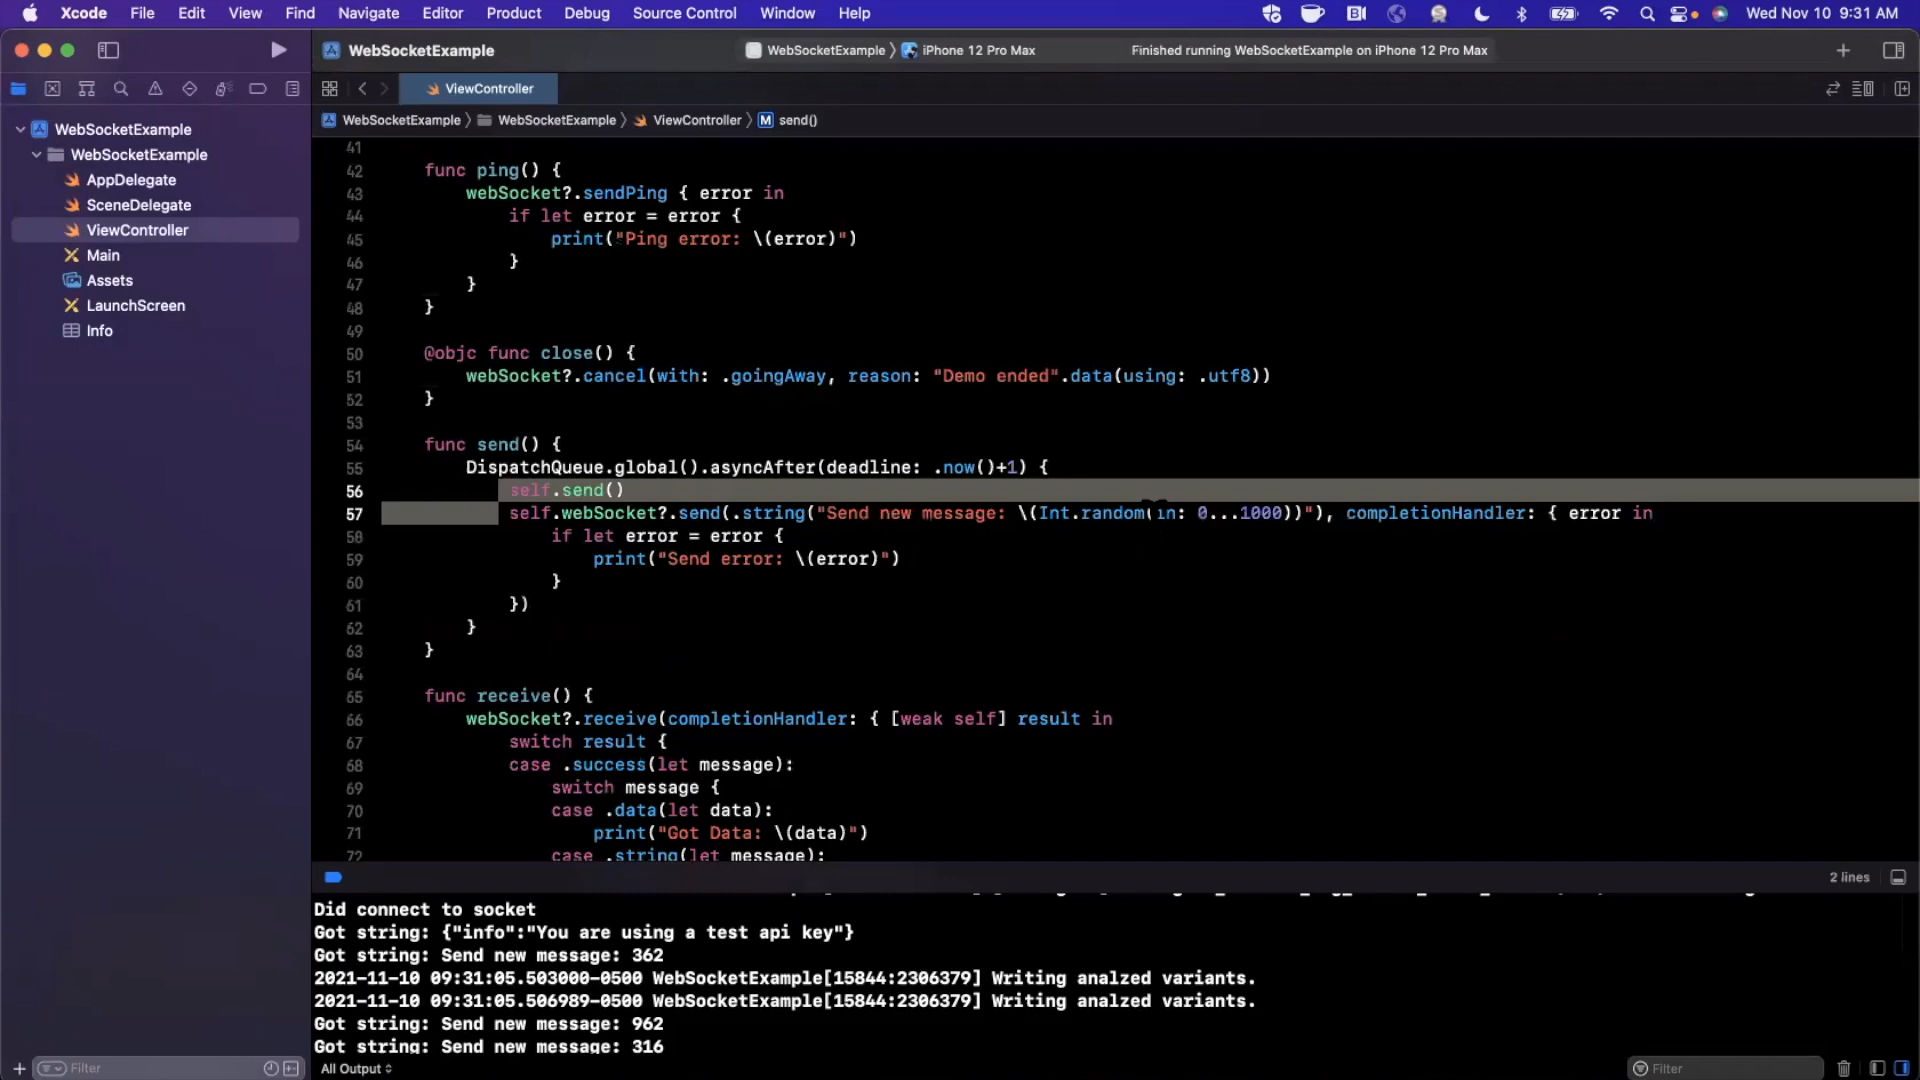 Xcode File Edit View Find Navigate Editor Product Debug Source Control Window Help Wed Nov 10 9:31 AM
WebSocketExample WebSocketExample iPhone 12 Pro Max Finished running WebSocketExample on iPhone 12 Pro Max
ViewController
WebSocketExample WebSocketExample ViewController M send()
WebSocketExample
WebSocketExample
AppDelegate
SceneDelegate
ViewController
Main
Assets
LaunchScreen
Info
Filter
41
42 func ping() {
43 webSocket?.sendPing { error in
44 if let error = error {
45 print("Ping error: \(error)")
46 }
47 }
48 }
49
50 @objc func close() {
51 webSocket?.cancel(with: .goingAway, reason: "Demo ended".data(using: .utf8))
52 }
53
54 func send() {
55 DispatchQueue.global().asyncAfter(deadline: .now()+1) {
56 self.send()
57 self.webSocket?.send(.string("Send new message: \(Int.random(in: 0...1000))"), completionHandler: { error in
58 if let error = error {
59 print("Send error: \(error)")
60 }
61 })
62 }
63 }
64
65 func receive() {
66 webSocket?.receive(completionHandler: { [weak self] result in
67 switch result {
68 case .success(let message):
69 switch message {
70 case .data(let data):
71 print("Got Data: \(data)")
72 case .string(let message):
2 lines
Did connect to socket
Got string: {"info":"You are using a test api key"}
Got string: Send new message: 362
2021-11-10 09:31:05.503000-0500 WebSocketExample[15844:2306379] Writing analzed variants.
2021-11-10 09:31:05.506989-0500 WebSocketExample[15844:2306379] Writing analzed variants.
Got string: Send new message: 962
Got string: Send new message: 316
All Output Filter